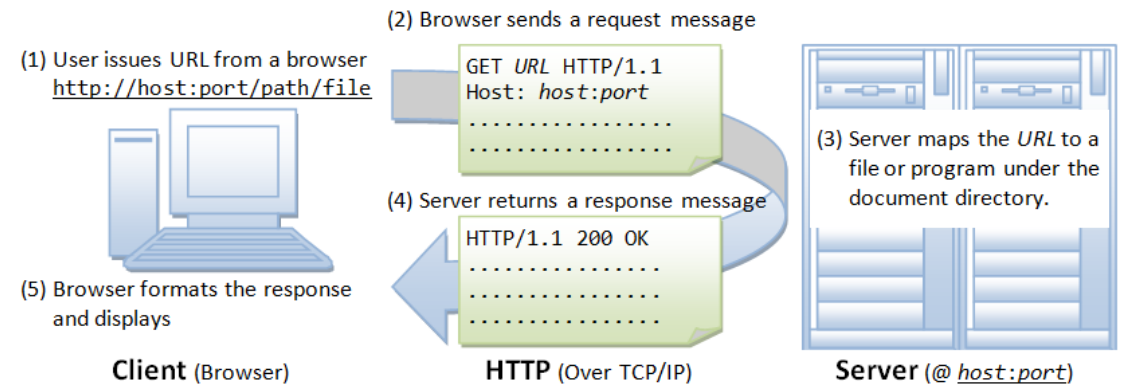 (1) User issues URL from a browser
http://host:port/path/file
(2) Browser sends a request message
GET URL HTTP/1.1
Host: host:port
.................
.................
(3) Server maps the URL to a
file or program under the
document directory.
(4) Server returns a response message
HTTP/1.1 200 OK
................
................
................
(5) Browser formats the response
and displays
Client (Browser)
HTTP (Over TCP/IP)
Server (@ host:port)